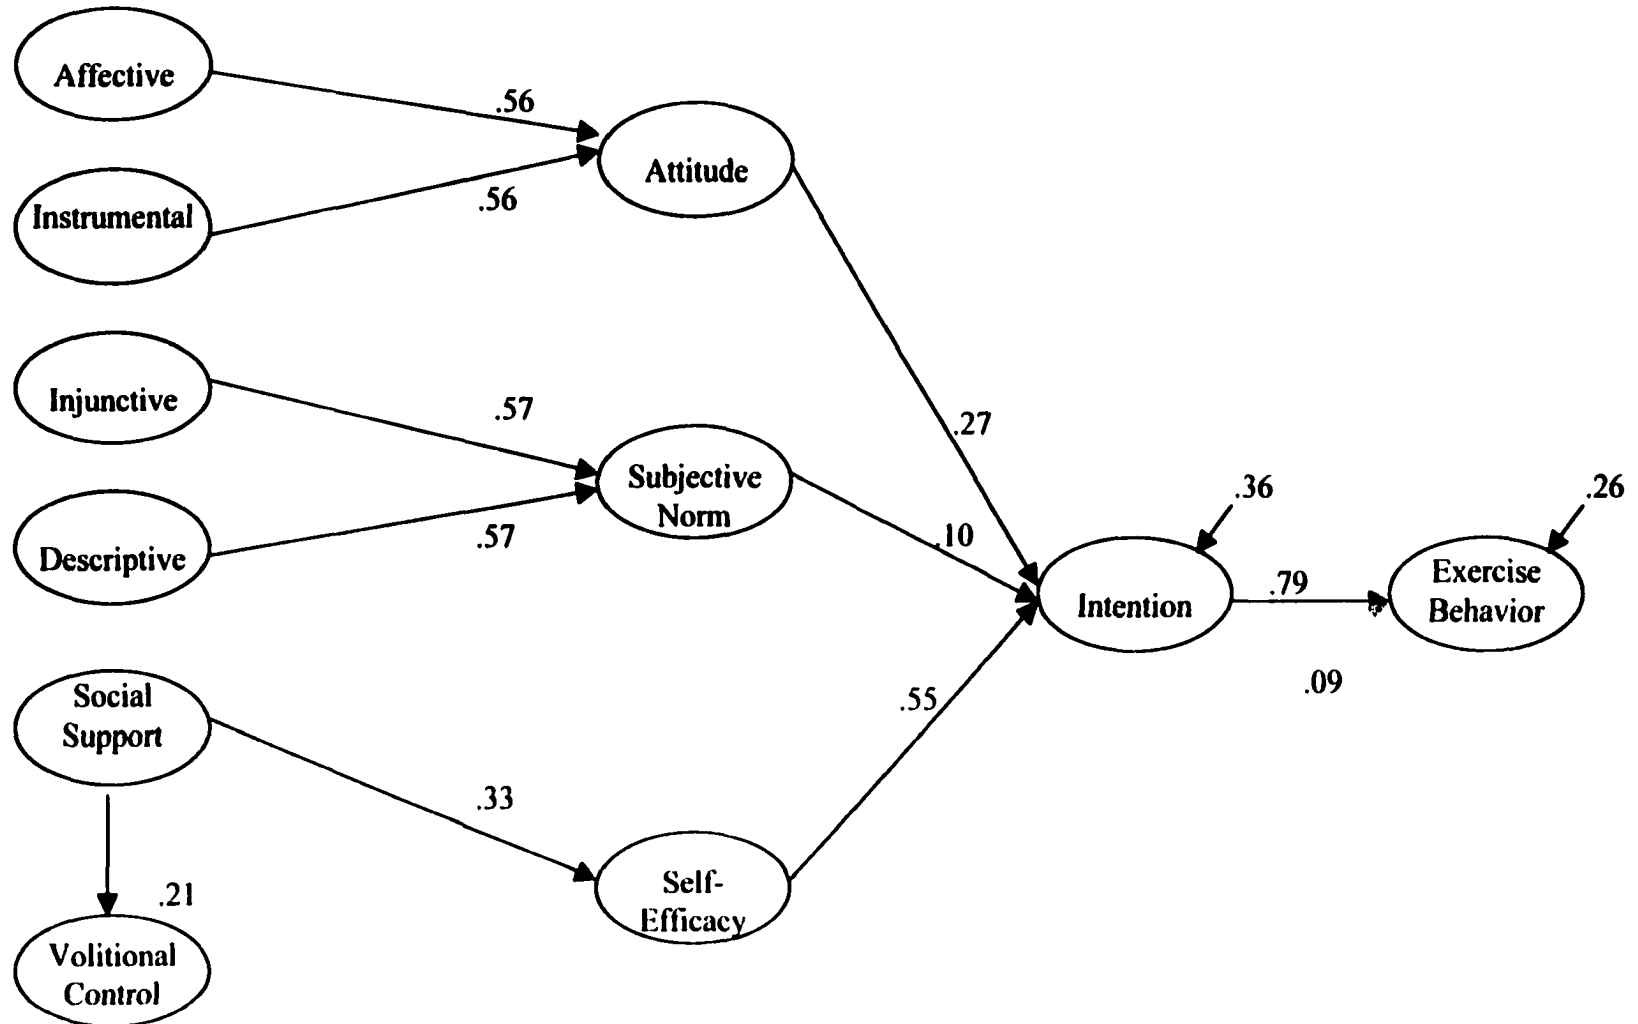 Affective
.56
Attitude
Instrumental
.56
Injunctive
.57
Subjective
Norm
Descriptive
.57
.27
.10
.36
.26
Intention
.79
Exercise
Behavior
.09
Social
Support
.33
.55
Self-
Efficacy
.21
Volitional
Control